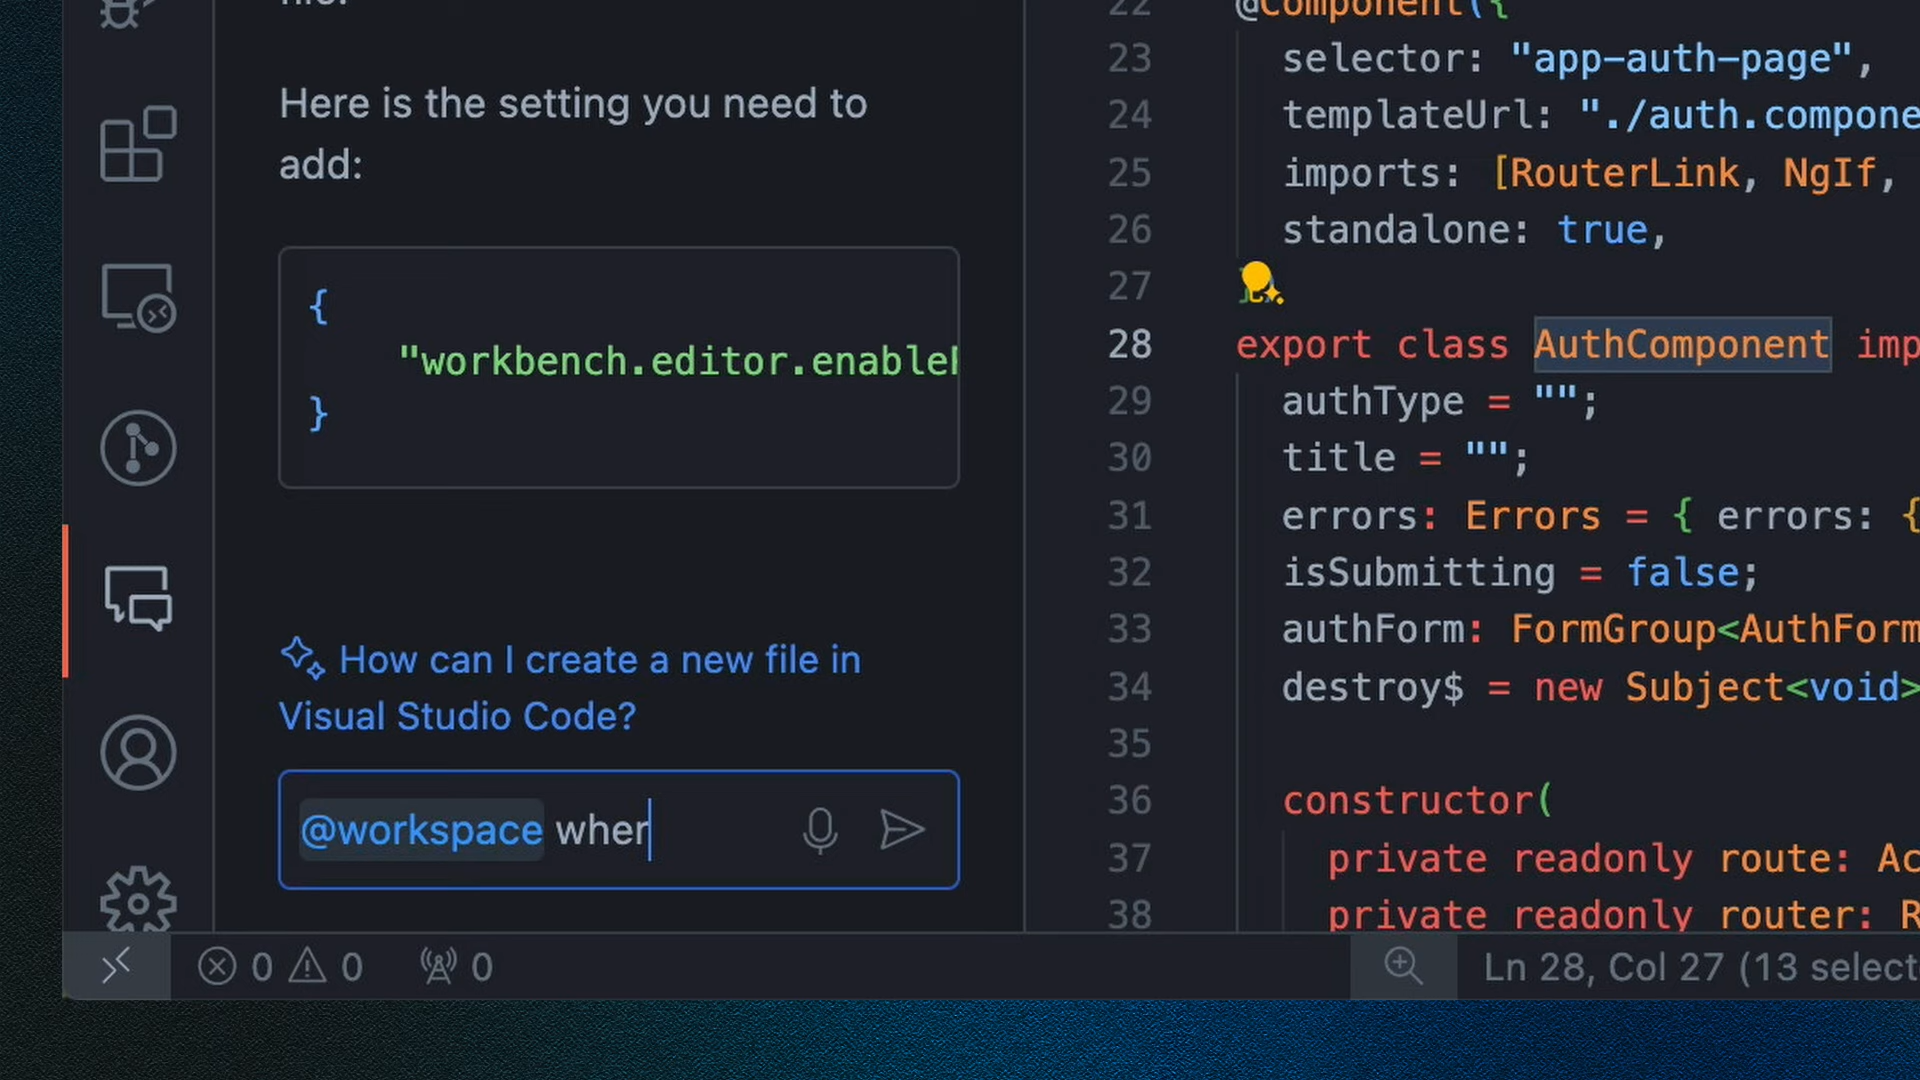 file.
Here is the setting you need to
add:
{
"workbench.editor.enable
}
How can I create a new file in
Visual Studio Code?
@workspace wher
0 0 0
22 @Component({
23 selector: "app-auth-page",
24 templateUrl: "./auth.compone
25 imports: [RouterLink, NgIf,
26 standalone: true,
27
28 export class AuthComponent imp
29 authType = "";
30 title = "";
31 errors: Errors = { errors: {
32 isSubmitting = false;
33 authForm: FormGroup<AuthForm
34 destroy$ = new Subject<void>
35
36 constructor(
37 private readonly route: Ac
38 private readonly router: R
Ln 28, Col 27 (13 select